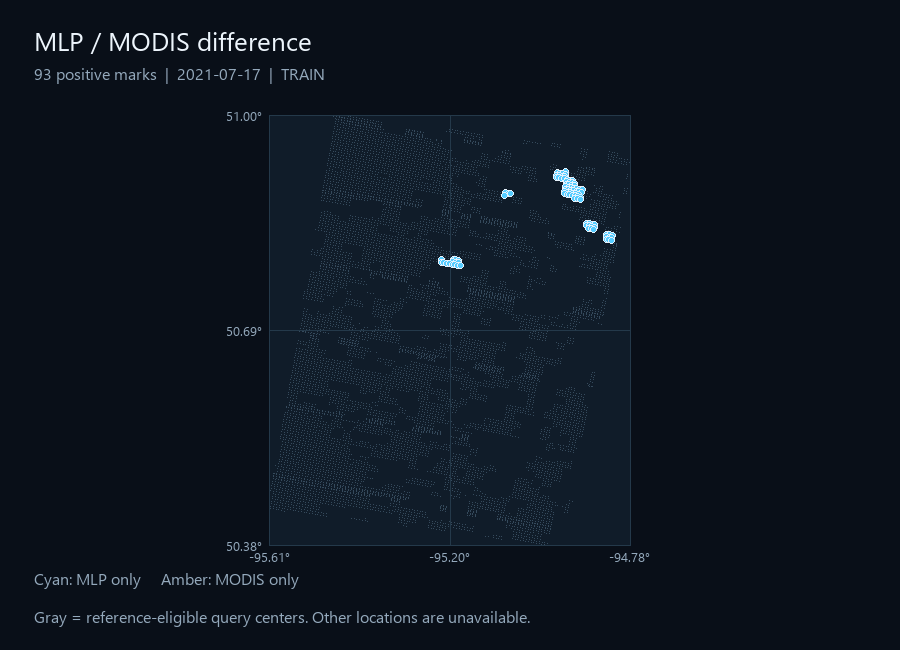 MLP / MODIS difference
93 positive marks | 2021-07-17 | TRAIN
51.00°
50.69°
50.38°
-95.61° -95.20° -94.78°
Cyan: MLP only Amber: MODIS only
Gray = reference-eligible query centers. Other locations are unavailable.